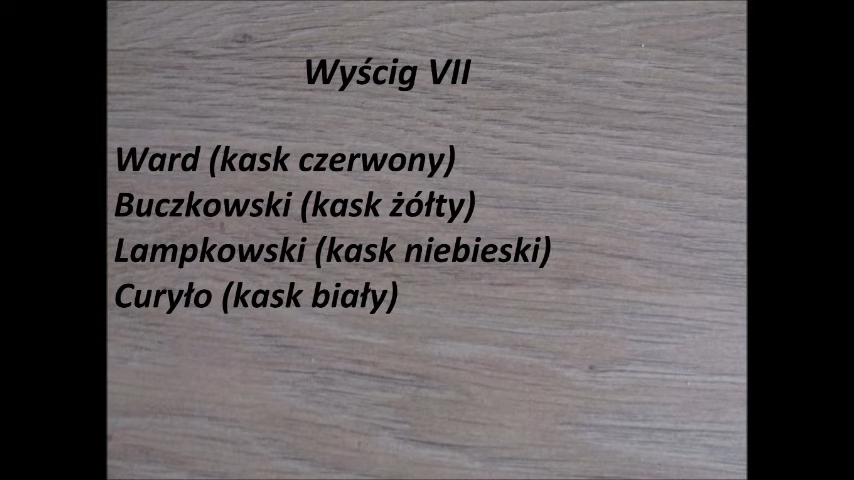 Wyścig VII
Ward (kask czerwony)
Buczkowski (kask żółty)
Lampkowski (kask niebieski)
Curyło (kask biały)